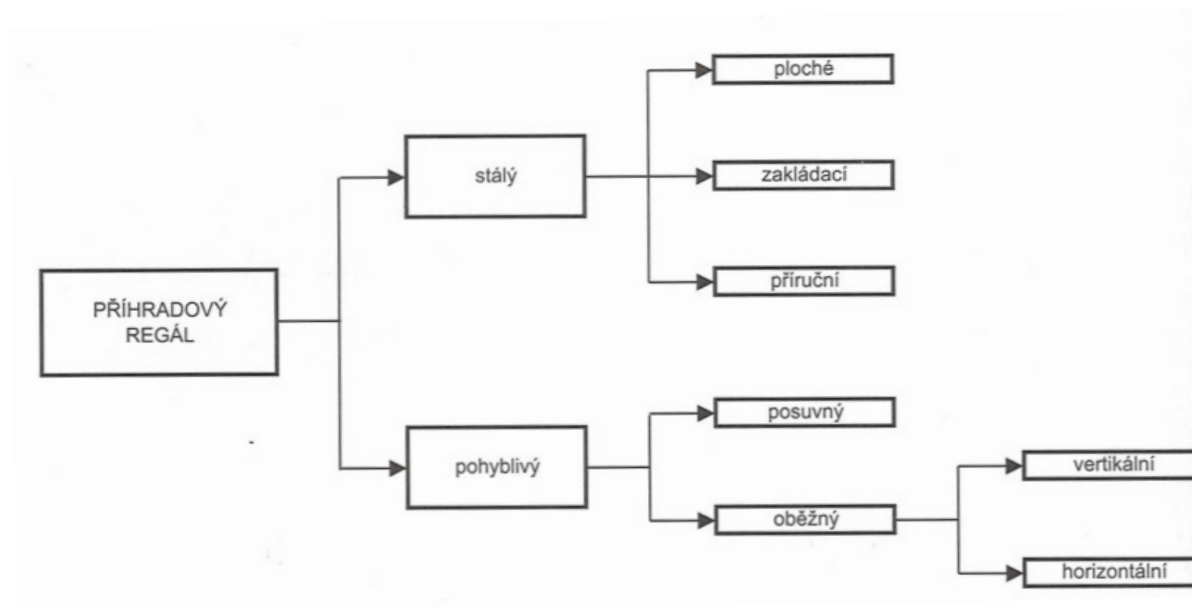 ploché
stálý
zakládací
příruční
PŘÍHRADOVÝ
REGÁL
posuvný
pohyblivý
vertikální
oběžný
horizontální